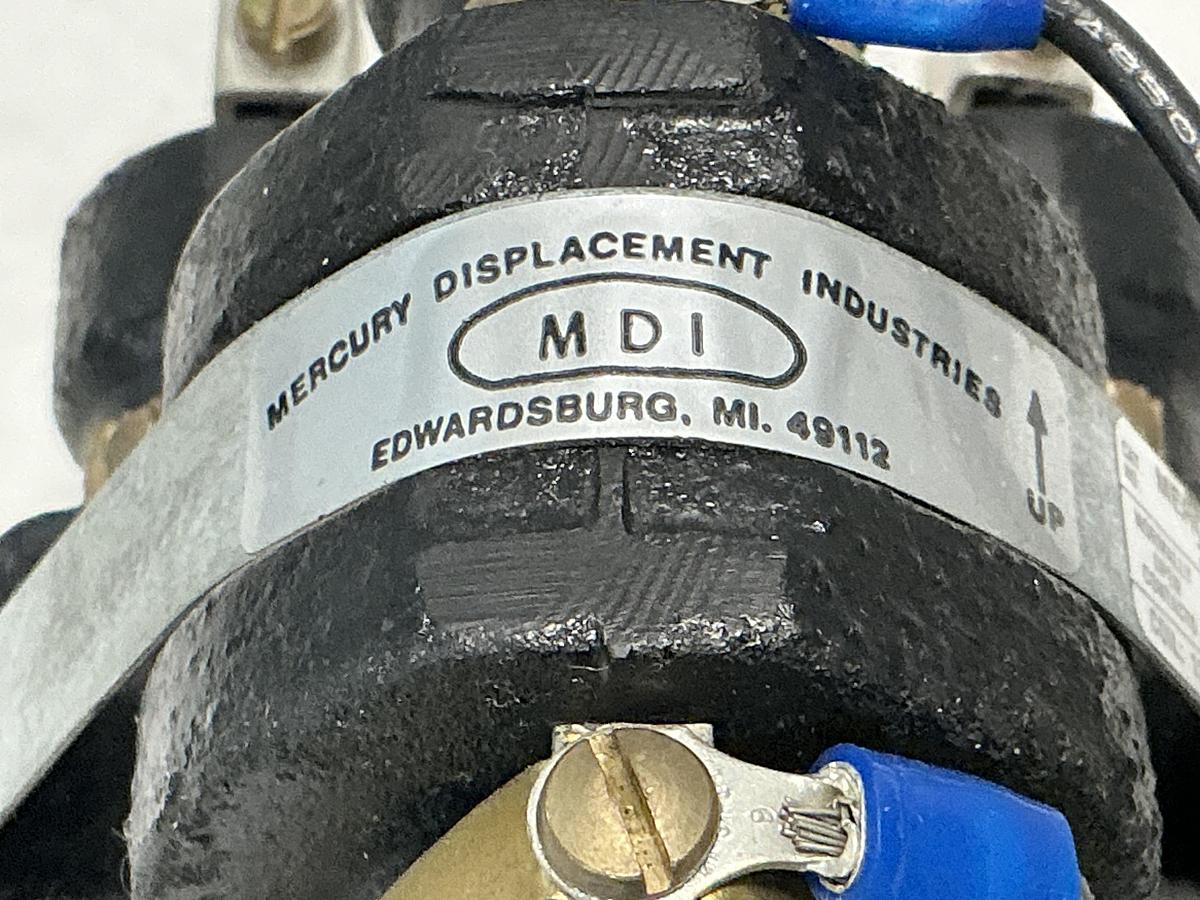 MERCURY DISPLACEMENT INDUSTRIES
MDI
EDWARDSBURG, MI. 49112
UP